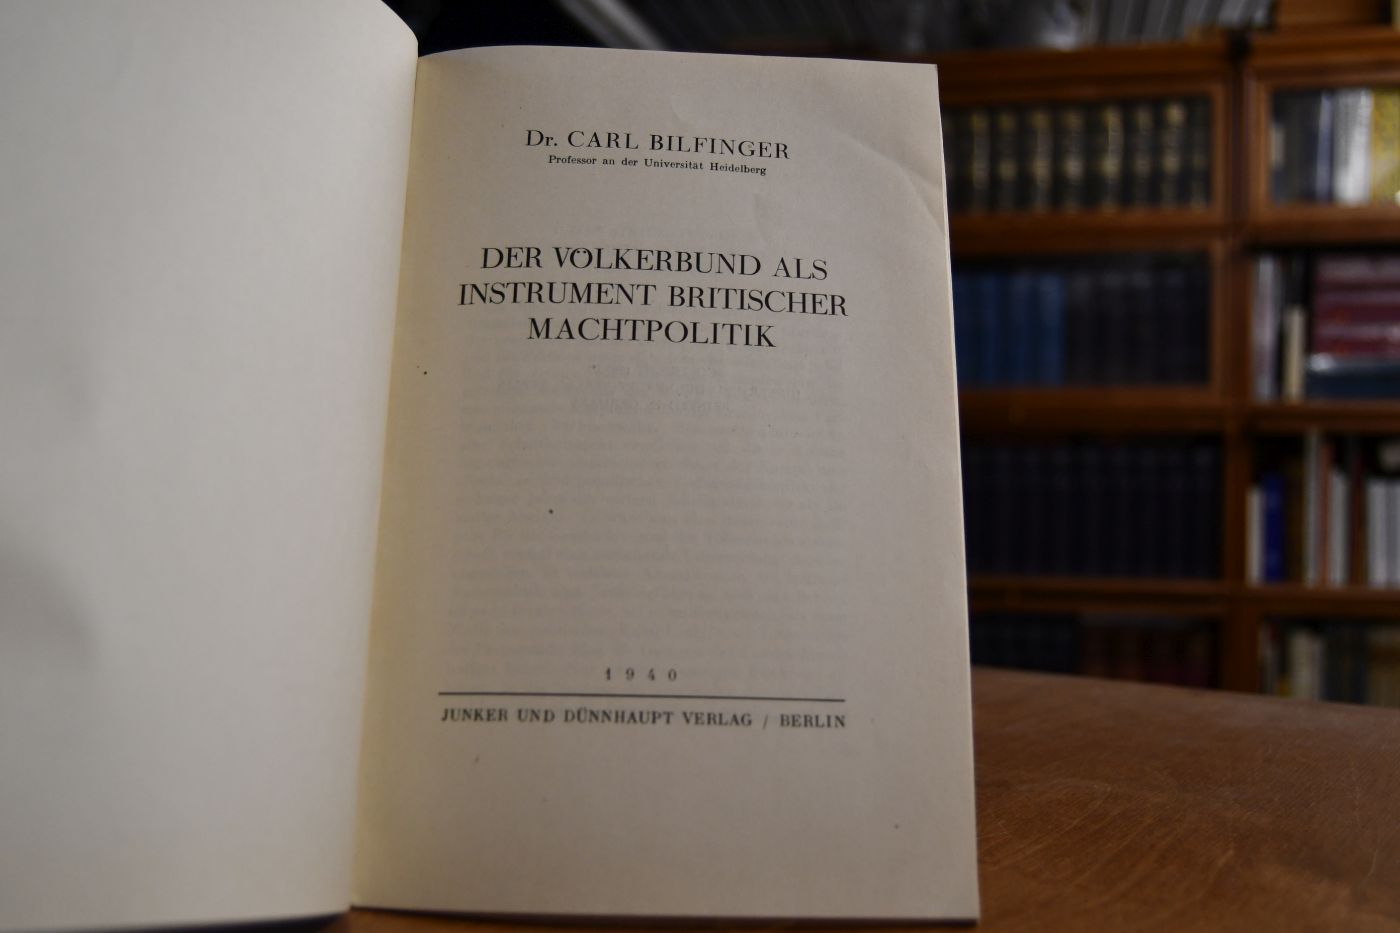 Dr. CARL BILFINGER
Professor an der Universität Heidelberg
DER VÖLKERBUND ALS
INSTRUMENT BRITISCHER
MACHTPOLITIK
1940
JUNKER UND DÜNNHAUPT VERLAG / BERLIN